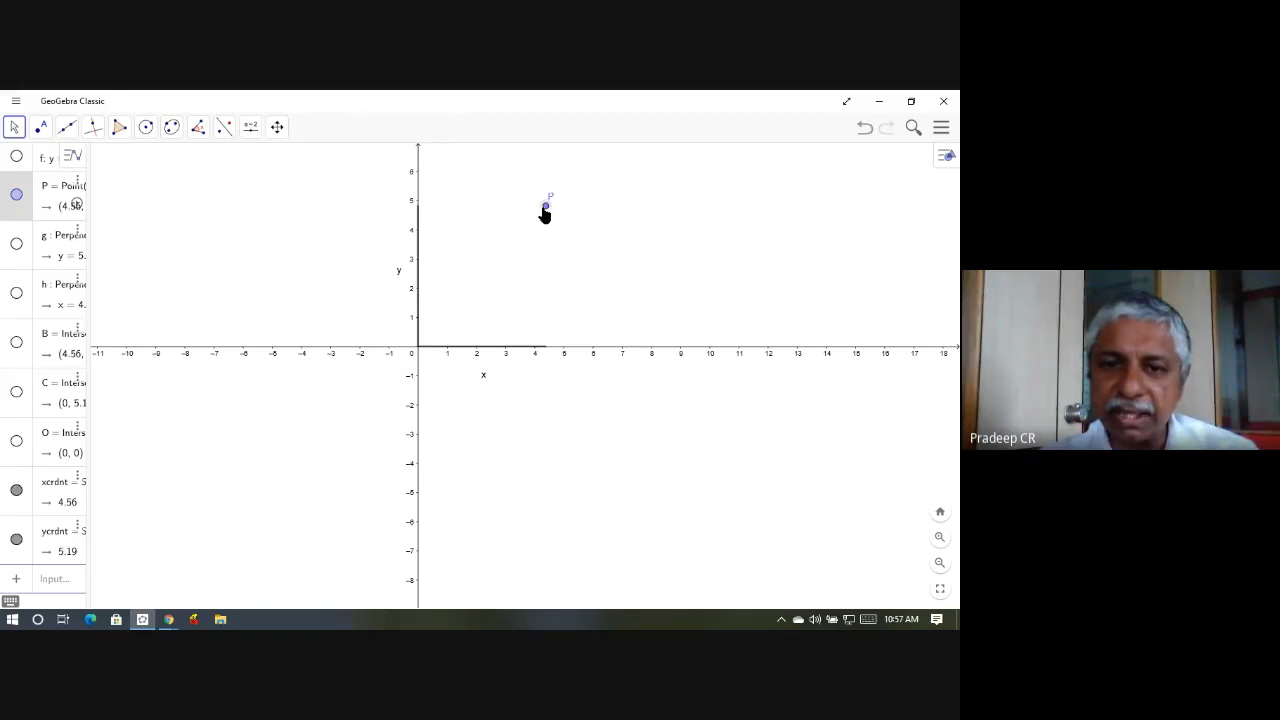 GeoGebra Classic
a=2
f: y
P = Point(
→ (4.56,
g : Perpen
→ y = 5.
h : Perpen
→ x = 4.
B = Inters
→ (4.56,
C = Inters
→ (0, 5.1
O = Inters
→ (0, 0)
xcrdnt = S
→ 4.56
ycrdnt = S
→ 5.19
+ Input...
P
6
5
4
3
2
1
y
-11 -10 -9 -8 -7 -6 -5 -4 -3 -2 -1 0 1 2 3 4 5 6 7 8 9 10 11 12 13 14 15 16 17 18
x
-1
-2
-3
-4
-5
-6
-7
-8
Pradeep CR
10:57 AM